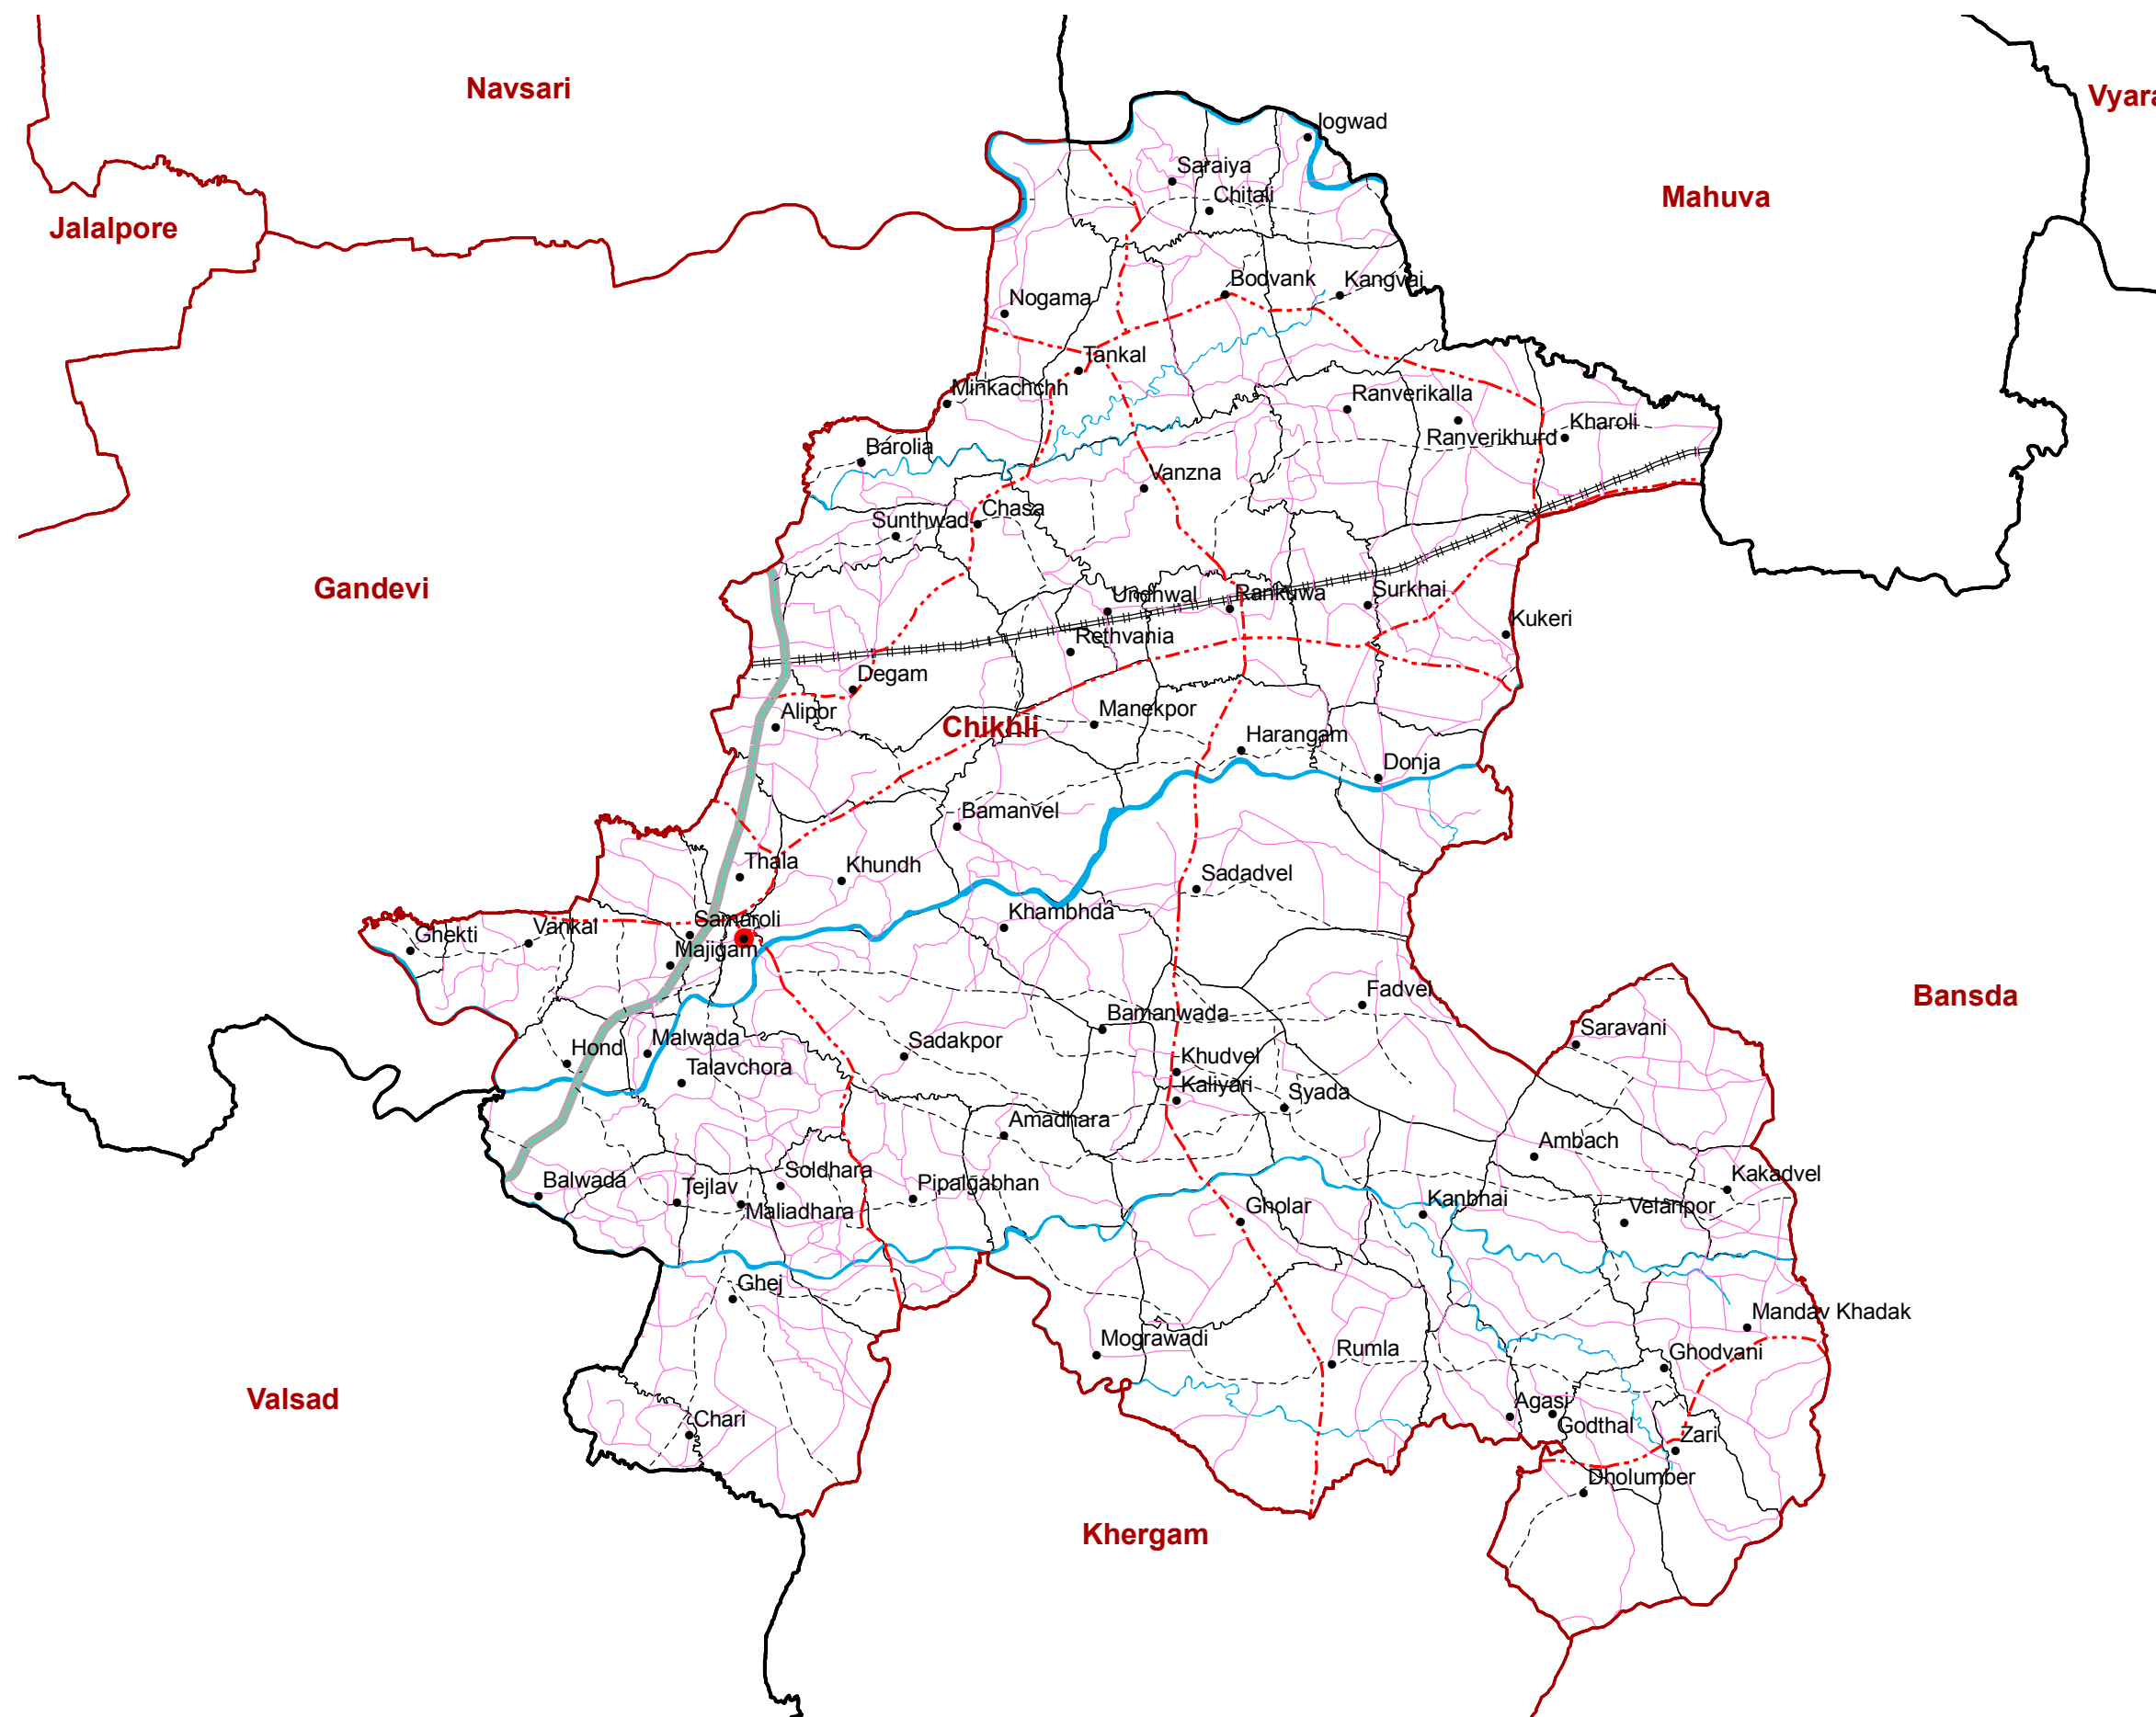 Navsari
Vyara
Jogwad
Saraiya
Mahuva
Chitali
Jalalpore
Bodvank
Kangvai
Nogama
Tankal
Minkachchh
Ranverikalla
Kharoli
Ranverikhurd
Barolia
Vanzna
Chasa
Sunthwad
Gandevi
Undhwal
Rankuwa
Surkhai
Kukeri
Rethvania
Degam
Alipor
Manekpor
Chikhli
Harangam
Donja
Bamanvel
Thala
Khundh
Sadadvel
Khambhda
Samaroli
Vankal
Ghekti
Majigam
Fadvel
Bansda
Bamanwada
Saravani
Hond
Malwada
Sadakpor
Talavchora
Khudvel
Kaliyari
Syada
Amadhara
Ambach
Soldhara
Kakadvel
Balwada
Tejlav
Pipalgabhan
Maliadhara
Gholar
Kanbhai
Velanpor
Ghej
Mandav Khadak
Mograwadi
Rumla
Ghodvani
Valsad
Agasi
Chari
Godthal
Zari
Dholumber
Khergam